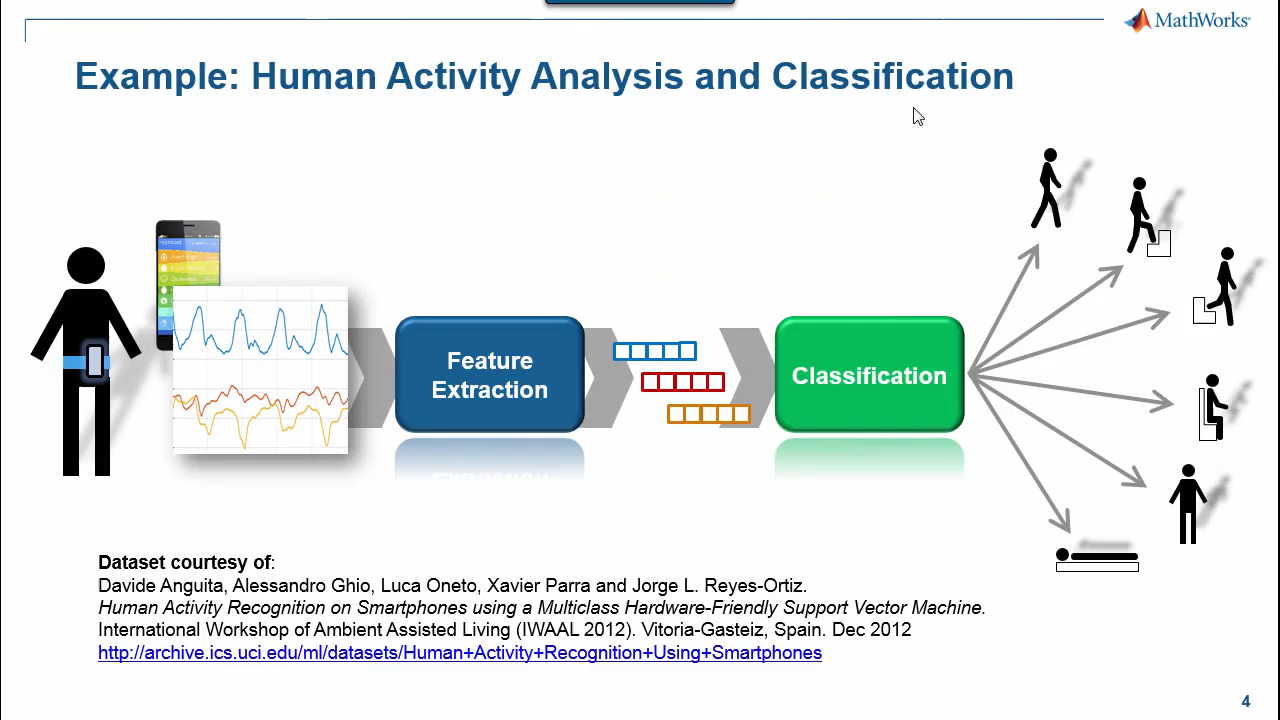 MathWorks®
Example: Human Activity Analysis and Classification
Feature
Extraction
Classification
Dataset courtesy of:
Davide Anguita, Alessandro Ghio, Luca Oneto, Xavier Parra and Jorge L. Reyes-Ortiz.
Human Activity Recognition on Smartphones using a Multiclass Hardware-Friendly Support Vector Machine.
International Workshop of Ambient Assisted Living (IWAAL 2012). Vitoria-Gasteiz, Spain. Dec 2012
http://archive.ics.uci.edu/ml/datasets/Human+Activity+Recognition+Using+Smartphones
4